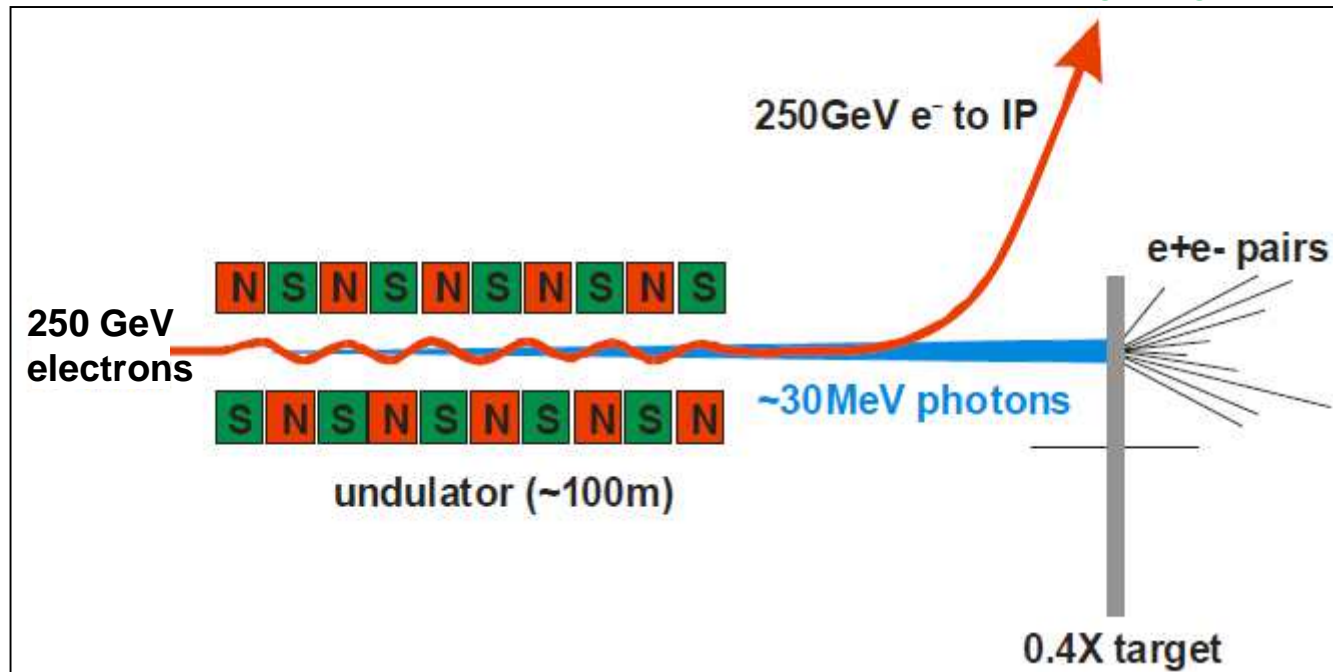 250GeV e⁻ to IP
e+e- pairs
N S N S N S N S N S
250 GeV
electrons
S N S N S N S N S N
~30MeV photons
undulator (~100m)
0.4X target